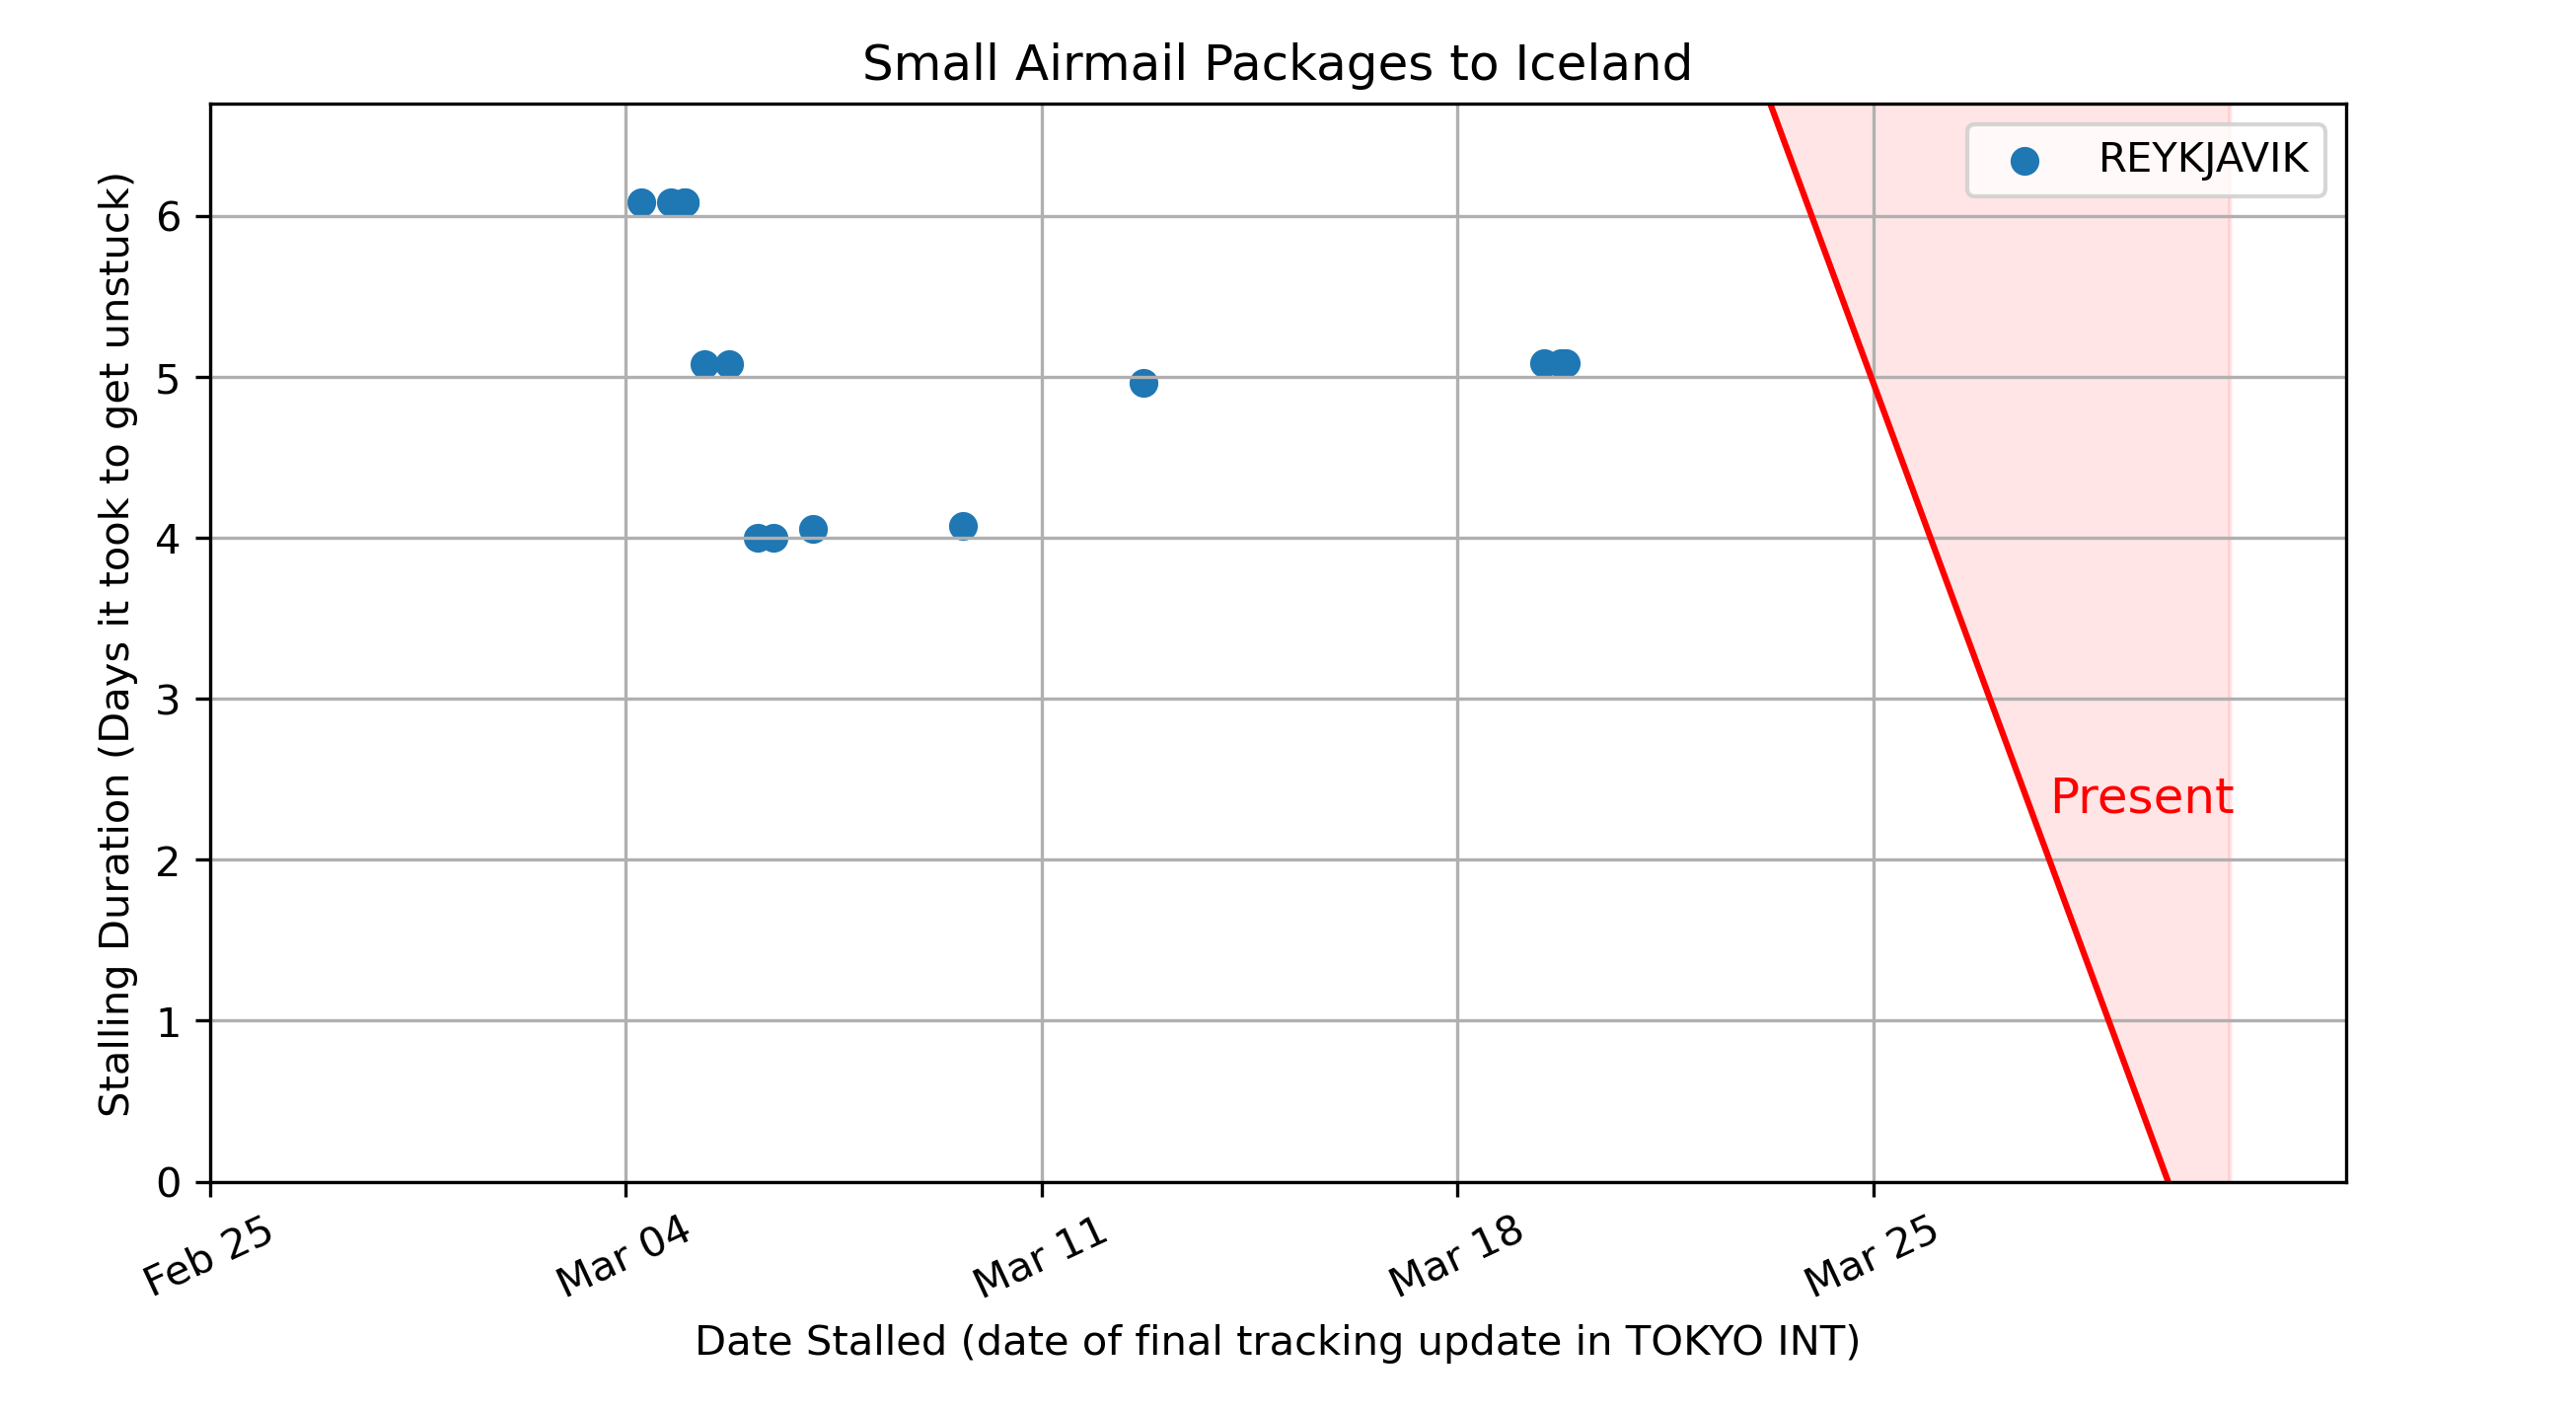 Small Airmail Packages to Iceland
REYKJAVIK
Stalling Duration (Days it took to get unstuck)
6
5
4
3
2
1
0
Present
Feb 25
Mar 04
Mar 11
Mar 18
Mar 25
Date Stalled (date of final tracking update in TOKYO INT)